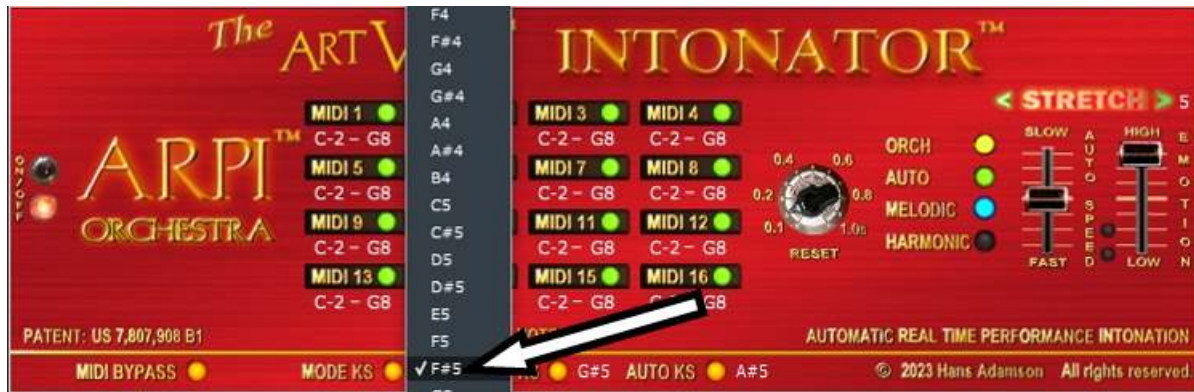 The ART V INTONATOR™
F4
F#4
G4
G#4
A4
A#4
B4
C5
C#5
D5
D#5
E5
F5
✓ F#5
ARPI™
ORCHESTRA
ON/OFF
MIDI 1 MIDI 3 MIDI 4
C-2 – G8 C-2 – G8 C-2 – G8
MIDI 5 MIDI 7 MIDI 8
C-2 – G8 C-2 – G8 C-2 – G8
MIDI 9 MIDI 11 MIDI 12
C-2 – G8 C-2 – G8 C-2 – G8
MIDI 13 MIDI 15 MIDI 16
C-2 – G8 C-2 – G8 G8
0.4 0.6
0.2 0.8
0.1 1.0s
RESET
ORCH
AUTO
MELODIC
HARMONIC
< STRETCH > 5
SLOW HIGH
AUTO SPEED
EMOTION
FAST LOW
PATENT: US 7,807,908 B1
AUTOMATIC REAL TIME PERFORMANCE INTONATION
MIDI BYPASS MODE KS G#5 AUTO KS A#5
© 2023 Hans Adamson All rights reserved.